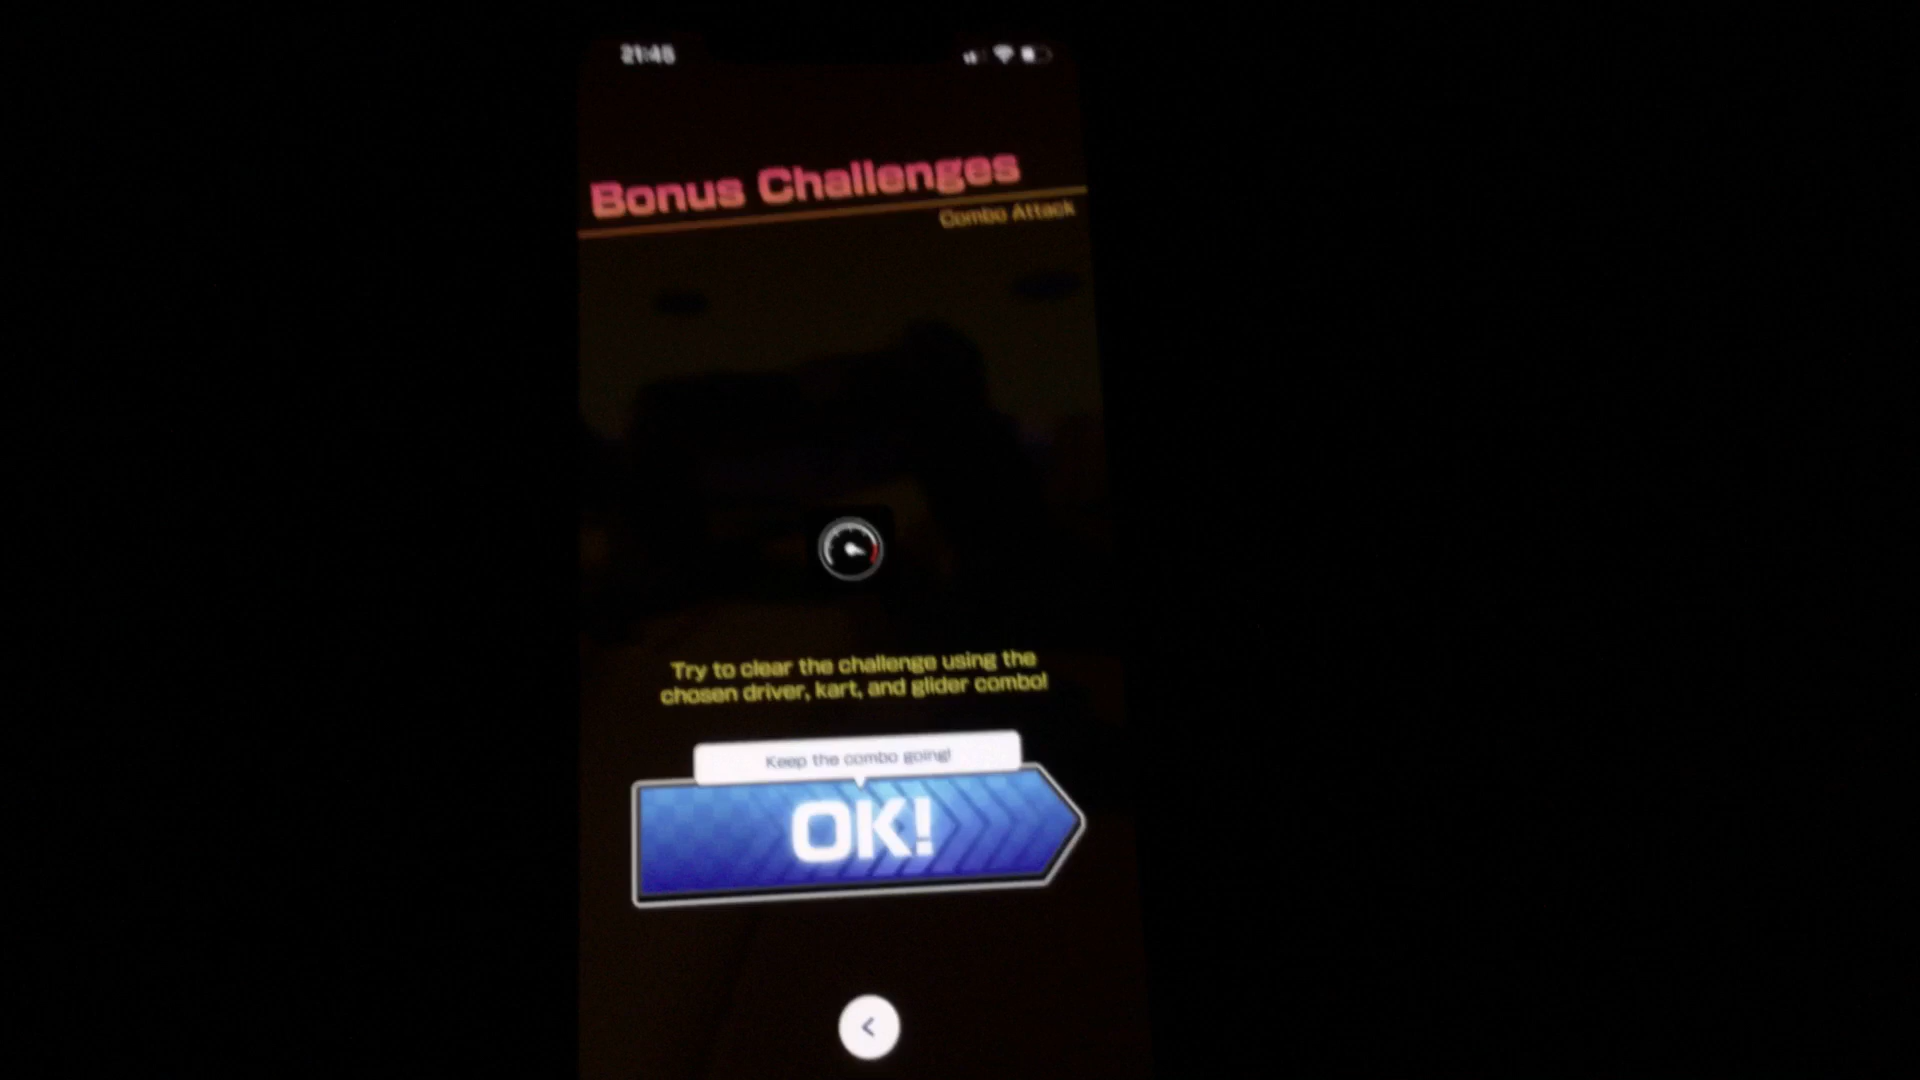 21:48
Bonus Challenges
Combo Attack
Try to clear the challenge using the
chosen driver, kart, and glider combo!
Keep the combo going!
OK!